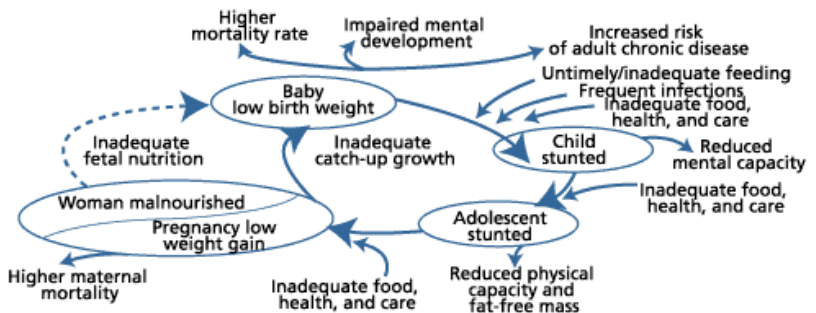 Higher
mortality rate
Impaired mental
development
Increased risk
of adult chronic disease
Baby
low birth weight
Untimely/inadequate feeding
Frequent infections
Inadequate food,
health, and care
Inadequate
fetal nutrition
Inadequate
catch-up growth
Child
stunted
Reduced
mental capacity
Inadequate food,
health, and care
Woman malnourished
Pregnancy low
weight gain
Adolescent
stunted
Higher maternal
mortality
Inadequate food,
health, and care
Reduced physical
capacity and
fat-free mass